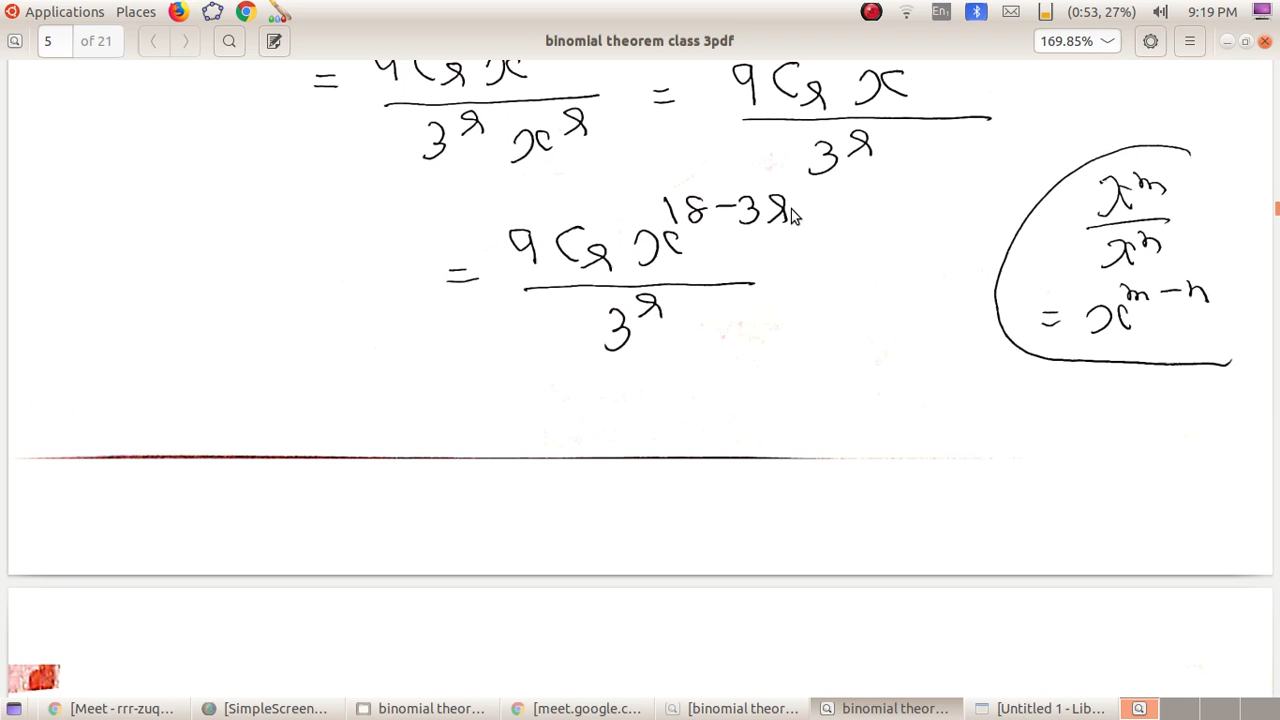 Applications Places En1 (0:53, 27%) 9:19 PM
5 of 21 binomial theorem class 3pdf 169.85%
= 9Cr x / 3^r x^r = 9Cr x / 3^r
= 9Cr x^18-3r / 3^r
x^m
x^n
= x^m-n
[Meet - rrr-zuq... [SimpleScreen... binomial theor... [meet.google.c... [binomial theor... binomial theor... [Untitled 1 - Lib...